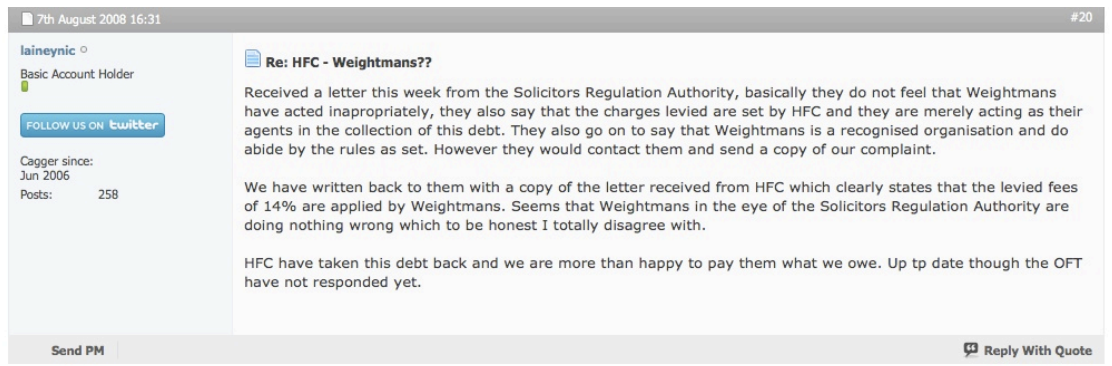 7th August 2008 16:31
#20
laineynic
Basic Account Holder
FOLLOW US ON twitter
Cagger since:
Jun 2006
Posts: 258
Re: HFC - Weightmans??
Received a letter this week from the Solicitors Regulation Authority, basically they do not feel that Weightmans
have acted inapropriately, they also say that the charges levied are set by HFC and they are merely acting as their
agents in the collection of this debt. They also go on to say that Weightmans is a recognised organisation and do
abide by the rules as set. However they would contact them and send a copy of our complaint.
We have written back to them with a copy of the letter received from HFC which clearly states that the levied fees
of 14% are applied by Weightmans. Seems that Weightmans in the eye of the Solicitors Regulation Authority are
doing nothing wrong which to be honest I totally disagree with.
HFC have taken this debt back and we are more than happy to pay them what we owe. Up tp date though the OFT
have not responded yet.
Send PM
Reply With Quote